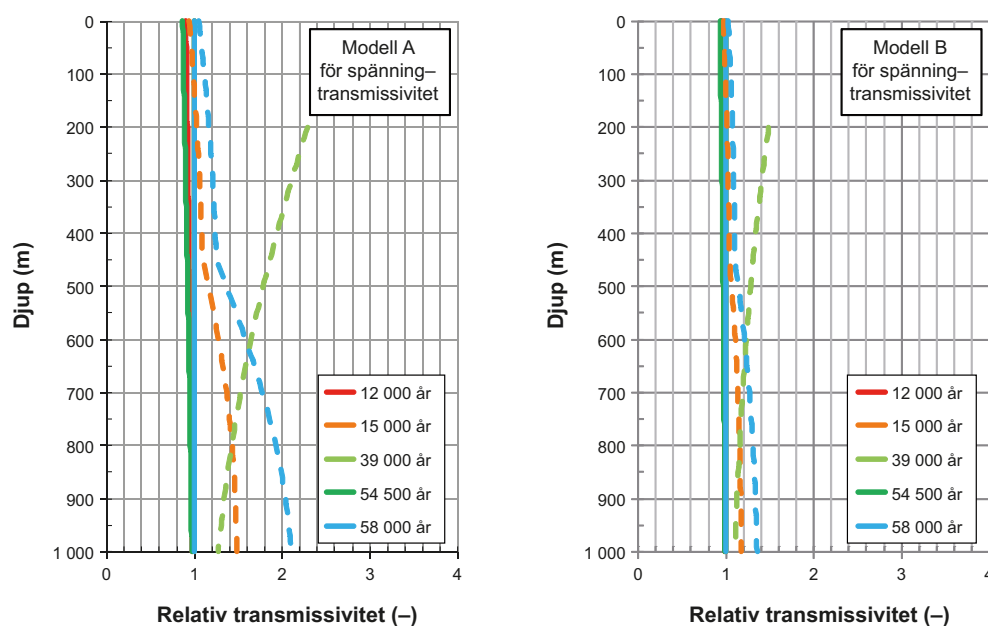 Modell A
för spänning–
transmissivitet
Djup (m)
0
100
200
300
400
500
600
700
800
900
1 000
12 000 år
15 000 år
39 000 år
54 500 år
58 000 år
0
1
2
3
4
Relativ transmissivitet (–)
Modell B
för spänning–
transmissivitet
Djup (m)
0
100
200
300
400
500
600
700
800
900
1 000
12 000 år
15 000 år
39 000 år
54 500 år
58 000 år
0
1
2
3
4
Relativ transmissivitet (–)